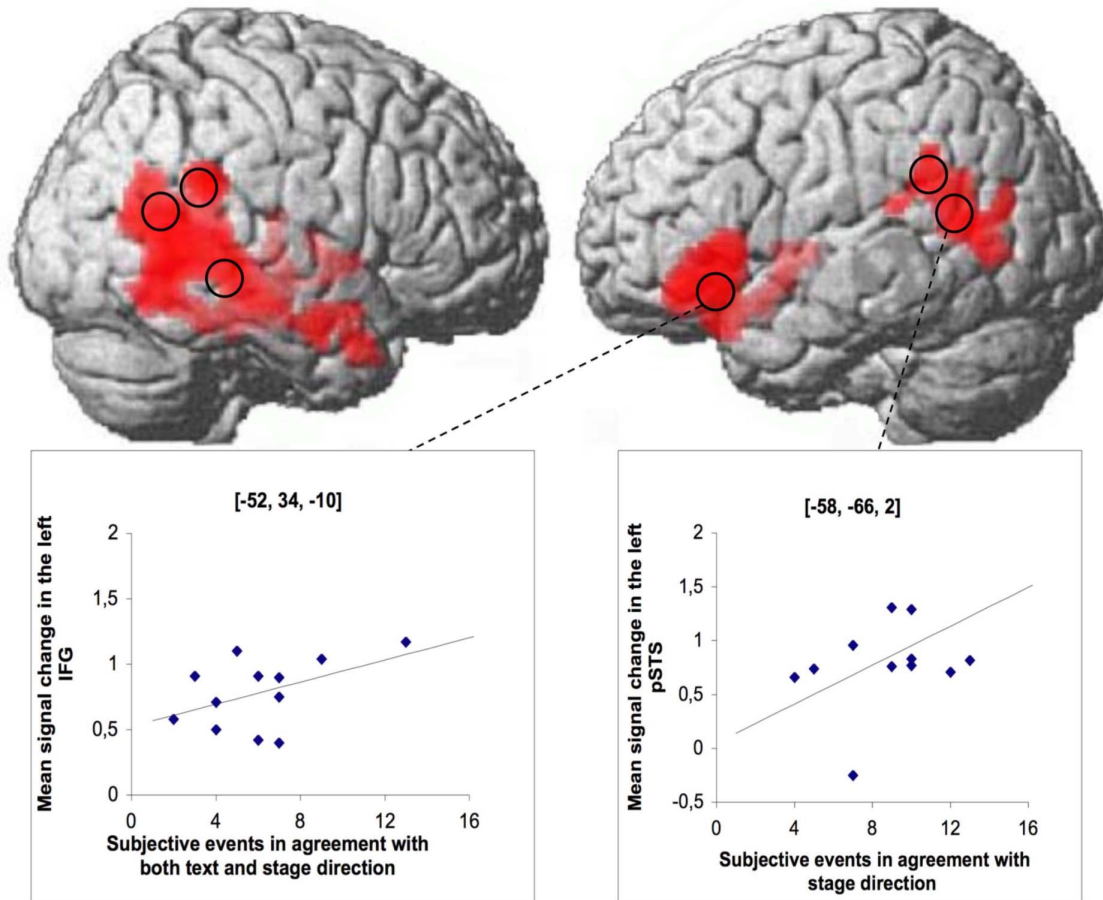 [-52, 34, -10]
2
1,5
1
0,5
0
0
4
8
12
16
Mean signal change in the left
IFG
Subjective events in agreement with
both text and stage direction
[-58, -66, 2]
2
1,5
1
0,5
0
-0,5
0
4
8
12
16
Mean signal change in the left
pSTS
Subjective events in agreement with
stage direction